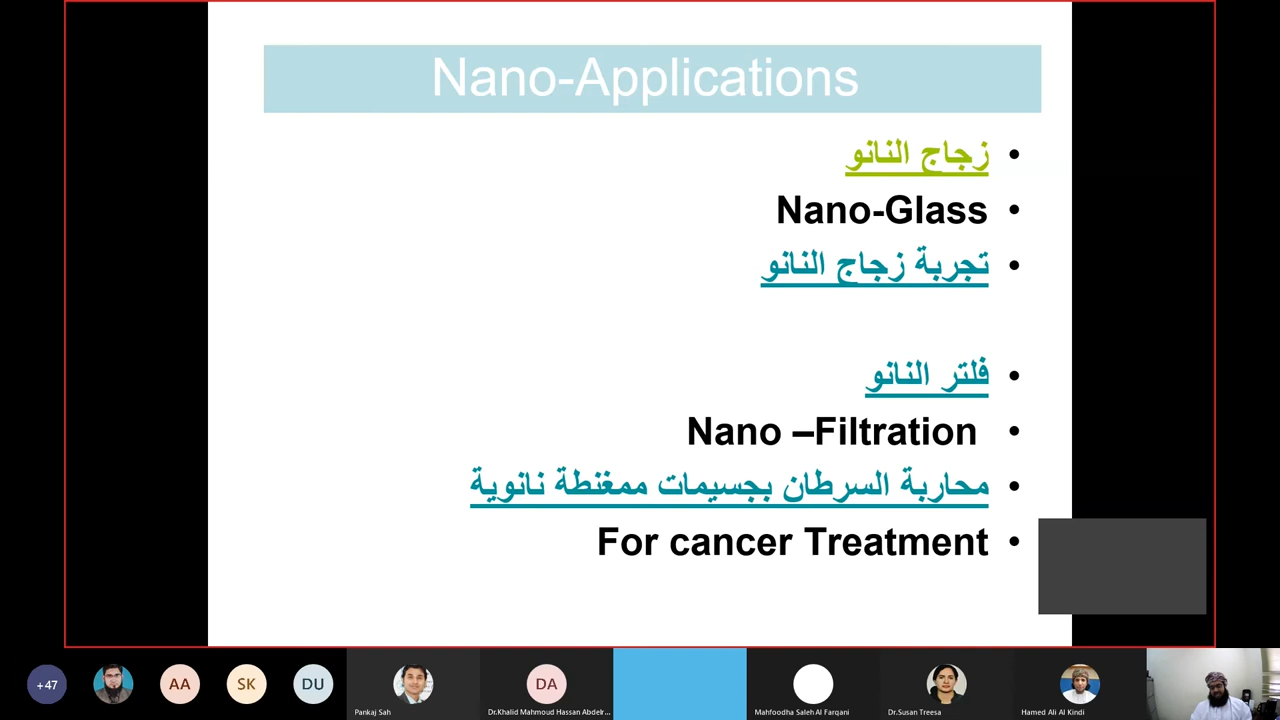 Nano-Applications
زجاج النانو
Nano-Glass
تجربة زجاج النانو
فلتر النانو
Nano –Filtration
محاربة السرطان بجسيمات ممغنطة نانوية
For cancer Treatment
+47
AA
SK
DU
Pankaj Sah
DA
Dr.Khalid Mahmoud Hassan Abdelr...
Mahfoodha Saleh Al Farqani
Dr.Susan Treesa
Hamed Ali Al Kindi